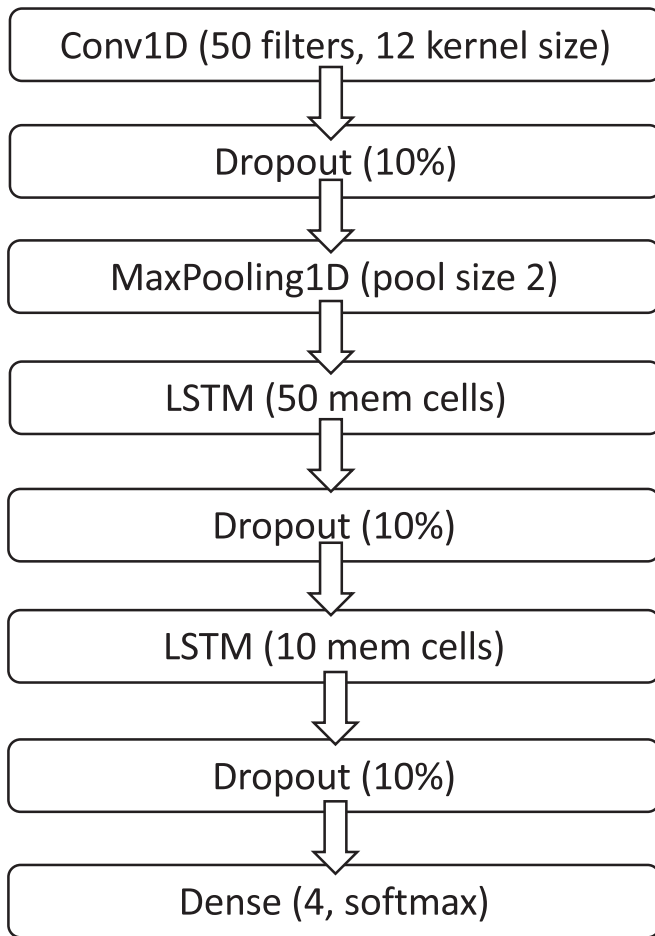 Conv1D (50 filters, 12 kernel size)
Dropout (10%)
MaxPooling1D (pool size 2)
LSTM (50 mem cells)
Dropout (10%)
LSTM (10 mem cells)
Dropout (10%)
Dense (4, softmax)